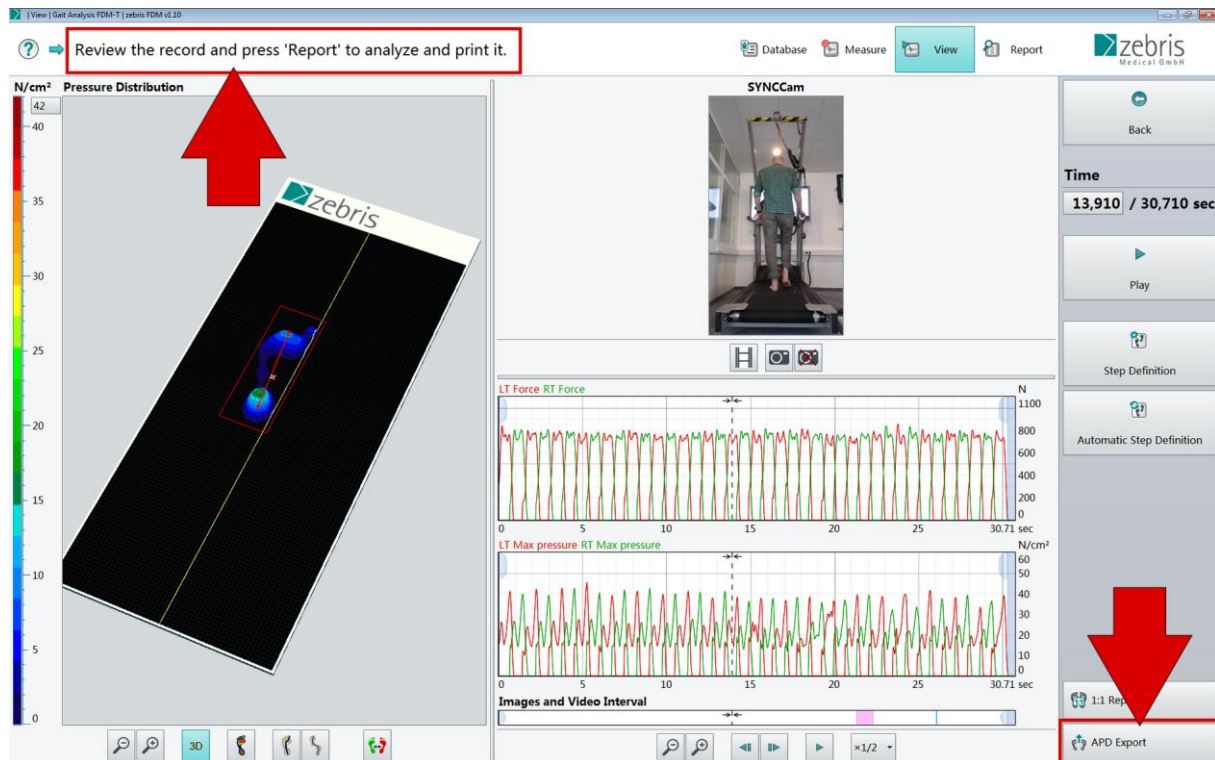 | View | Gait Analysis FDM-T | zebris FDM v1.10
Review the record and press 'Report' to analyze and print it.
Database
Measure
View
Report
zebris
Medical GmbH
N/cm² Pressure Distribution
42
40
35
30
25
20
15
10
5
0
zebris
SYNCCam
LT Force RT Force
N
1100
800
600
400
200
0
0 5 10 15 20 25 30.71 sec
LT Max pressure RT Max pressure
N/cm²
60
50
40
30
20
10
0
0 5 10 15 20 25 30.71 sec
Images and Video Interval
3D
×1/2
Back
Time
13,910 / 30,710 sec
Play
Step Definition
Automatic Step Definition
1:1 Rep
APD Export